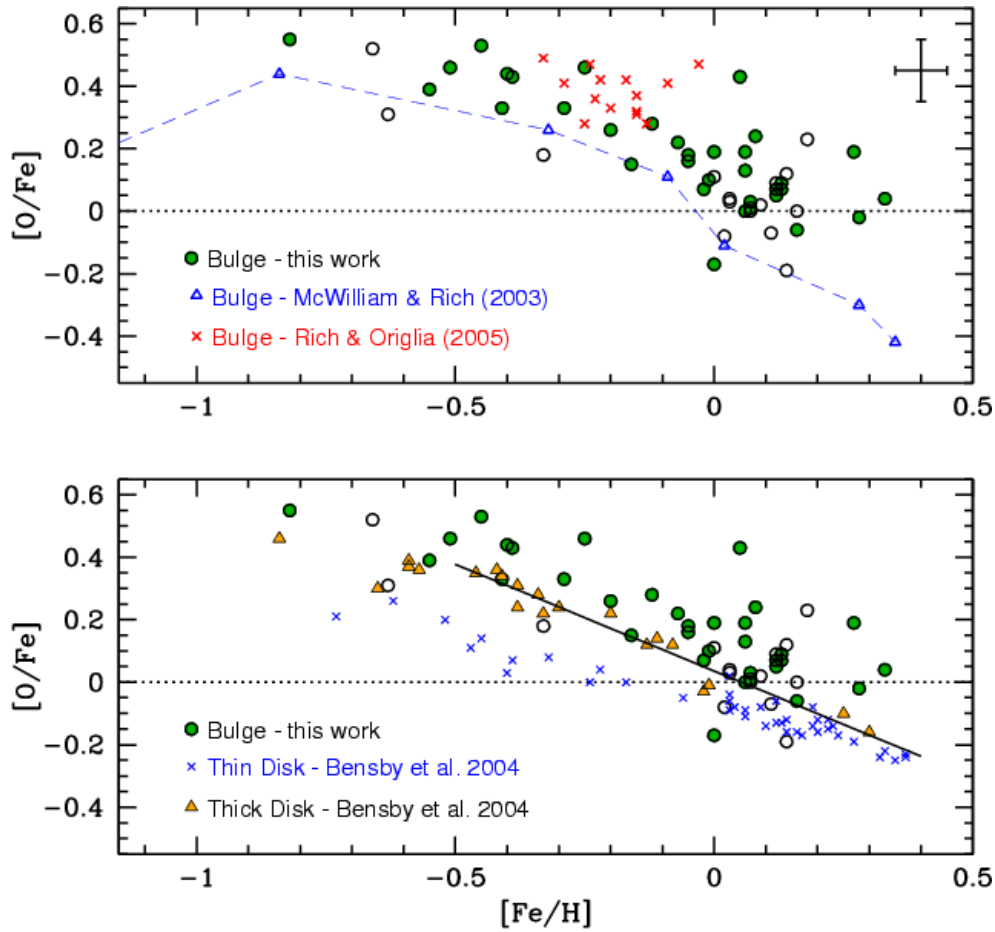 0.6
0.4
0.2
0
-0.2
-0.4
[O/Fe]
Bulge - this work
Bulge - McWilliam & Rich (2003)
Bulge - Rich & Origlia (2005)
-1
-0.5
0
0.5
0.6
0.4
0.2
0
-0.2
-0.4
[O/Fe]
Bulge - this work
Thin Disk - Bensby et al. 2004
Thick Disk - Bensby et al. 2004
-1
-0.5
0
0.5
[Fe/H]